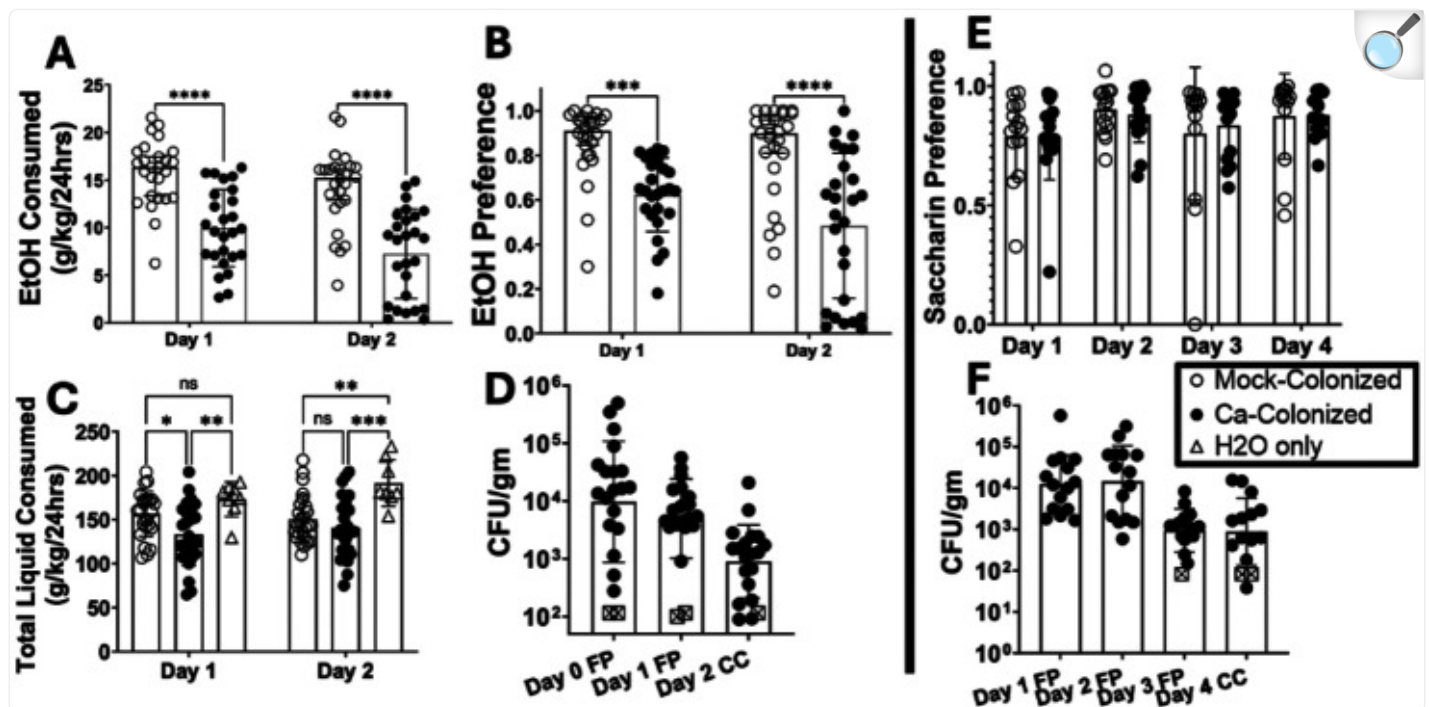 A
EtOH Consumed
(g/kg/24hrs)
25
20
15
10
5
0
****
****
Day 1
Day 2
B
EtOH Preference
1.0
0.8
0.6
0.4
0.2
0.0
***
****
Day 1
Day 2
C
Total Liquid Consumed
(g/kg/24hrs)
250
200
150
100
50
0
ns
*
**
**
ns
***
Day 1
Day 2
D
CFU/gm
10⁶
10⁵
10⁴
10³
10²
Day 0 FP
Day 1 FP
Day 2 CC
E
Saccharin Preference
1.0
0.5
0.0
Day 1
Day 2
Day 3
Day 4
Mock-Colonized
Ca-Colonized
H2O only
F
CFU/gm
10⁶
10⁵
10⁴
10³
10²
10¹
10⁰
Day 1 FP
Day 2 FP
Day 3 FP
Day 4 CC